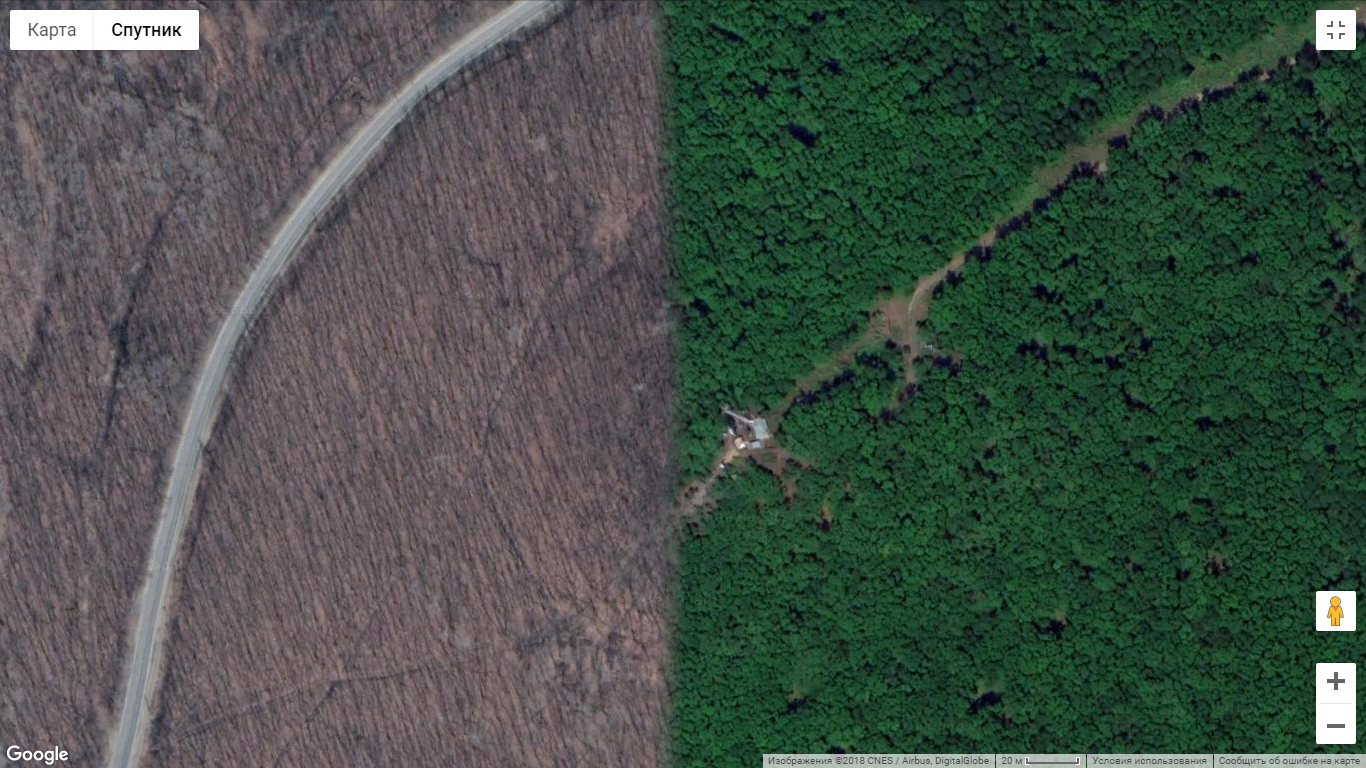 Карта Спутник
Google
Изображения ©2018 CNES / Airbus, DigitalGlobe 20 м Условия использования Сообщить об ошибке на карте